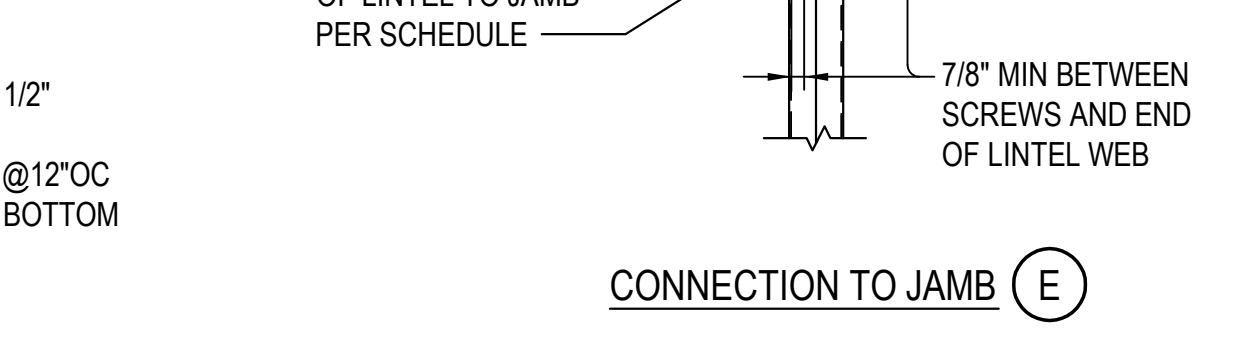 OF LINTEL TO JAMB
PER SCHEDULE
1/2"
@12"OC
BOTTOM
7/8" MIN BETWEEN
SCREWS AND END
OF LINTEL WEB
CONNECTION TO JAMB E